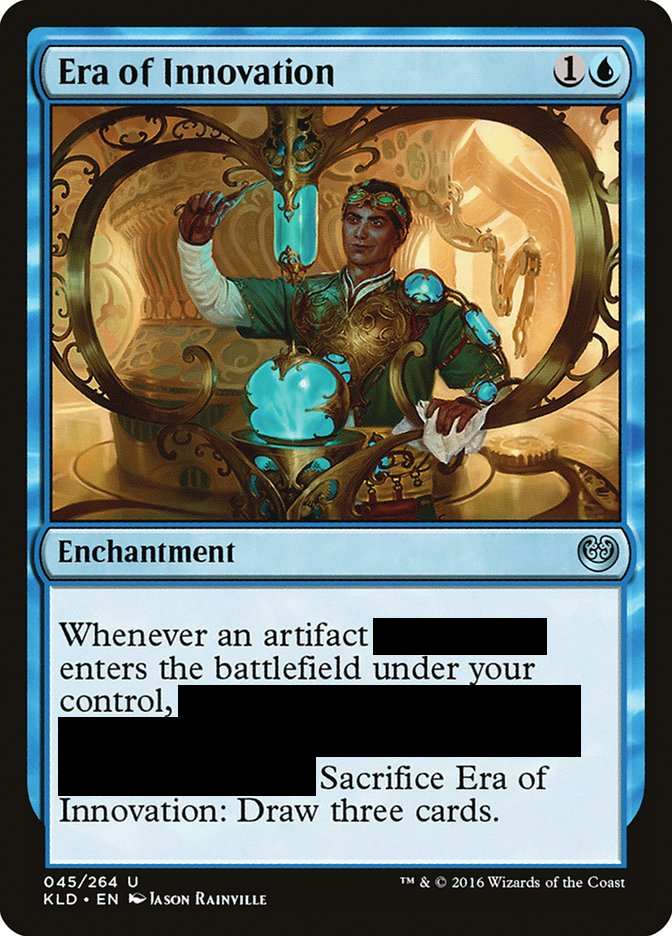 Era of Innovation 1
Enchantment
Whenever an artifact
enters the battlefield under your
control,
Sacrifice Era of
Innovation: Draw three cards.
045/264 U
KLD • EN Jason Rainville
™ & © 2016 Wizards of the Coast